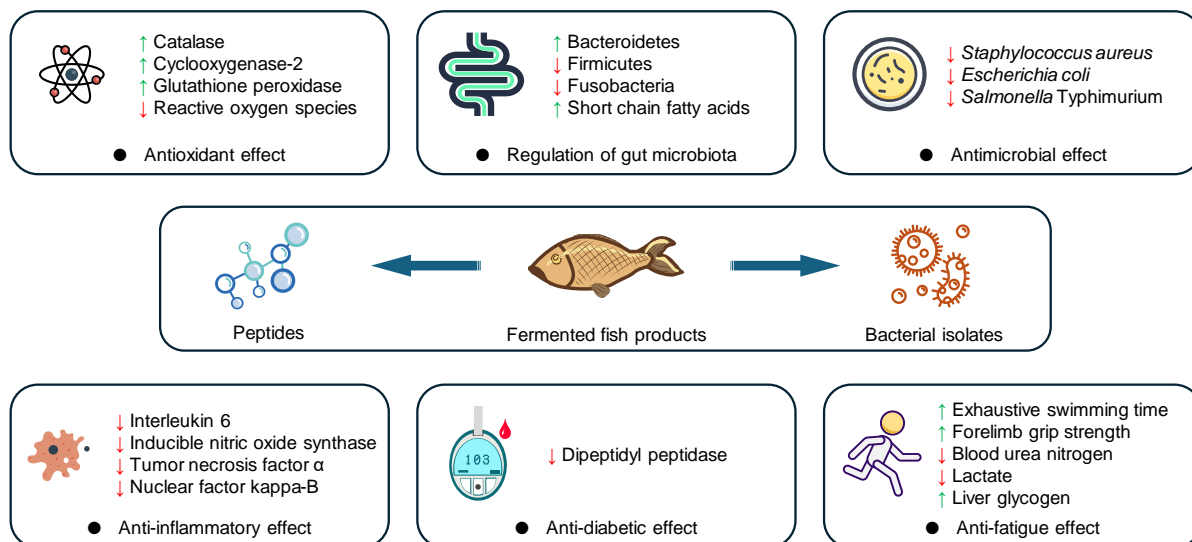 ↑ Catalase
↑ Cyclooxygenase-2
↑ Glutathione peroxidase
↓ Reactive oxygen species
● Antioxidant effect
↑ Bacteroidetes
↓ Firmicutes
↓ Fusobacteria
↑ Short chain fatty acids
● Regulation of gut microbiota
↓ Staphylococcus aureus
↓ Escherichia coli
↓ Salmonella Typhimurium
● Antimicrobial effect
Peptides
Fermented fish products
Bacterial isolates
↓ Interleukin 6
↓ Inducible nitric oxide synthase
↓ Tumor necrosis factor α
↓ Nuclear factor kappa-B
● Anti-inflammatory effect
103
↓ Dipeptidyl peptidase
● Anti-diabetic effect
↑ Exhaustive swimming time
↑ Forelimb grip strength
↓ Blood urea nitrogen
↓ Lactate
↑ Liver glycogen
● Anti-fatigue effect